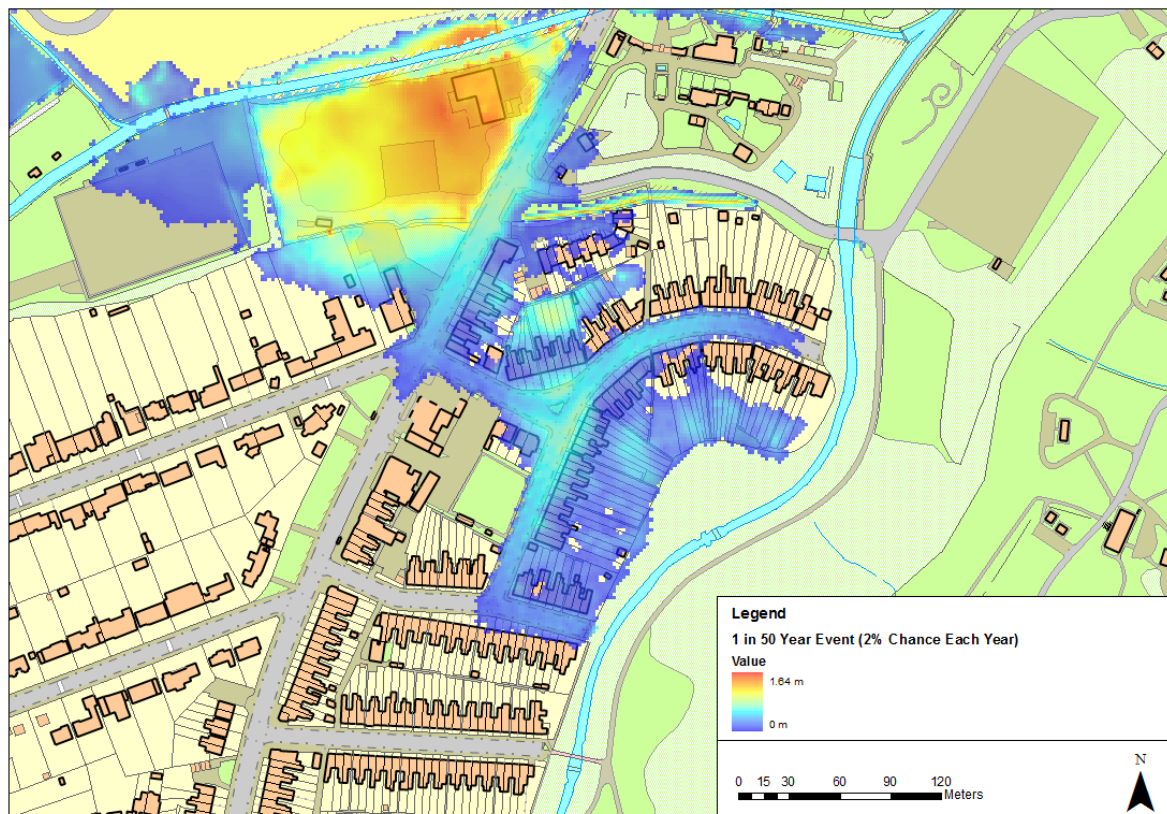 Legend
1 in 50 Year Event (2% Chance Each Year)
Value
1.64 m
0 m
N
0 15 30 60 90 120
Meters